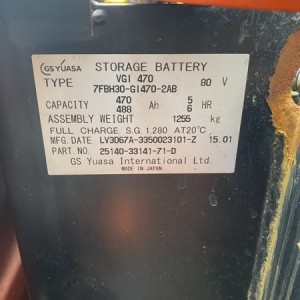 GS YUASA STORAGE BATTERY
TYPE VGI 470 80 V
7FBH30-GI470-2AB
CAPACITY 470 Ah 5 HR
488 6
ASSEMBLY WEIGHT 1255 kg
FULL CHARGE S.G. 1.280 AT20°C
MFG. DATE LV3D67A-3350023101-Z 15.01
PART NO. 25140-33141-71-D
GS Yuasa International Ltd.
MADE IN JAPAN